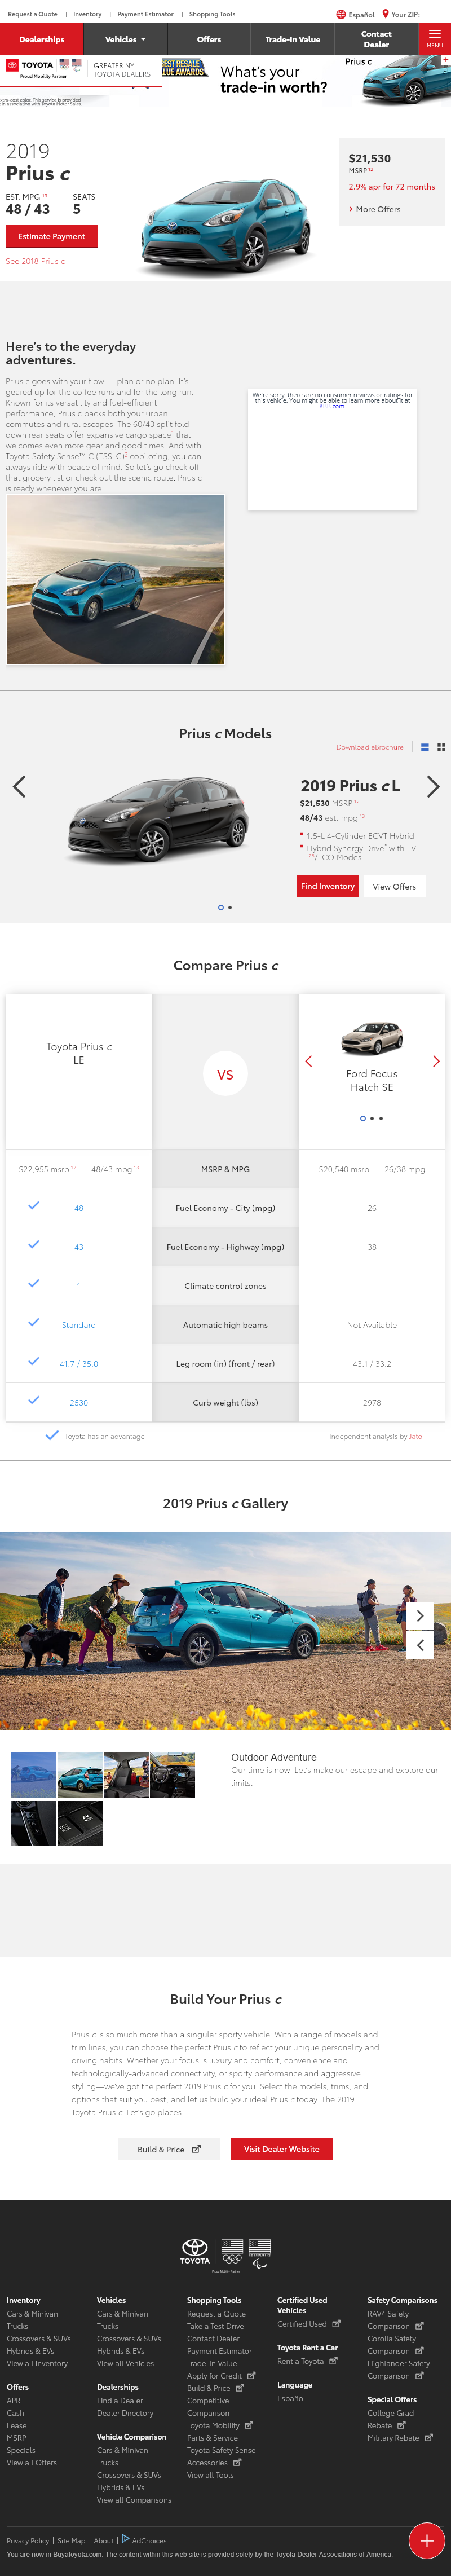 Request a Quote | Inventory | Payment Estimator | Shopping Tools
Español Your ZIP:
Dealerships Vehicles Offers Trade-In Value Contact Dealer MENU
TOYOTA
Proud Mobility Partner
GREATER NY
TOYOTA DEALERS
BEST RESALE
VALUE AWARDS
What's your
trade-in worth?
Prius c
2019
Prius c
EST. MPG 13 SEATS
48 / 43 5
Estimate Payment
See 2018 Prius c
$21,530
MSRP 12
2.9% apr for 72 months
More Offers
Here's to the everyday
adventures.
Prius c goes with your flow — plan or no plan. It's
geared up for the coffee runs and for the long run.
Known for its versatility and fuel-efficient
performance, Prius c backs both your urban
commutes and rural escapes. The 60/40 split fold-
down rear seats offer expansive cargo space1 that
welcomes even more gear and good times. And with
Toyota Safety Sense™ C (TSS-C)2 copiloting, you can
always ride with peace of mind. So let's go check off
that grocery list or check out the scenic route. Prius c
is ready whenever you are.
We're sorry, there are no consumer reviews or ratings for
this vehicle. You might be able to learn more about it at
KBB.com.
Prius c Models
Download eBrochure
2019 Prius c L
$21,530 MSRP 12
48/43 est. mpg 13
1.5-L 4-Cylinder ECVT Hybrid
Hybrid Synergy Drive® with EV
28/ECO Modes
Find Inventory View Offers
Compare Prius c
Toyota Prius c
LE
VS
Ford Focus
Hatch SE
$22,955 msrp 12 48/43 mpg 13 MSRP & MPG $20,540 msrp 26/38 mpg
48 Fuel Economy - City (mpg) 26
43 Fuel Economy - Highway (mpg) 38
1 Climate control zones -
Standard Automatic high beams Not Available
41.7 / 35.0 Leg room (in) (front / rear) 43.1 / 33.2
2530 Curb weight (lbs) 2978
Toyota has an advantage Independent analysis by Jato
2019 Prius c Gallery
Outdoor Adventure
Our time is now. Let's make our escape and explore our
limits.
Build Your Prius c
Prius c is so much more than a singular sporty vehicle. With a range of models and
trim lines, you can choose the perfect Prius c to reflect your unique personality and
driving habits. Whether your focus is luxury and comfort, convenience and
technologically-advanced connectivity, or sporty performance and aggressive
styling—we've got the perfect 2019 Prius c for you. Select the models, trims, and
options that suit you best, and let us build your ideal Prius c today. The 2019
Toyota Prius c. Let's go places.
Build & Price Visit Dealer Website
TOYOTA
Inventory
Cars & Minivan
Trucks
Crossovers & SUVs
Hybrids & EVs
View all Inventory
Offers
APR
Cash
Lease
MSRP
Specials
View all Offers
Vehicles
Cars & Minivan
Trucks
Crossovers & SUVs
Hybrids & EVs
View all Vehicles
Dealerships
Find a Dealer
Dealer Directory
Vehicle Comparison
Cars & Minivan
Trucks
Crossovers & SUVs
Hybrids & EVs
View all Comparisons
Shopping Tools
Request a Quote
Take a Test Drive
Contact Dealer
Payment Estimator
Trade-In Value
Apply for Credit
Build & Price
Competitive
Comparison
Toyota Mobility
Parts & Service
Toyota Safety Sense
Accessories
View all Tools
Certified Used
Vehicles
Certified Used
Toyota Rent a Car
Rent a Toyota
Language
Español
Safety Comparisons
RAV4 Safety
Comparison
Corolla Safety
Comparison
Highlander Safety
Comparison
Special Offers
College Grad
Rebate
Military Rebate
Privacy Policy | Site Map | About | AdChoices
You are now in Buyatoyota.com. The content within this web site is provided solely by the Toyota Dealer Associations of America.